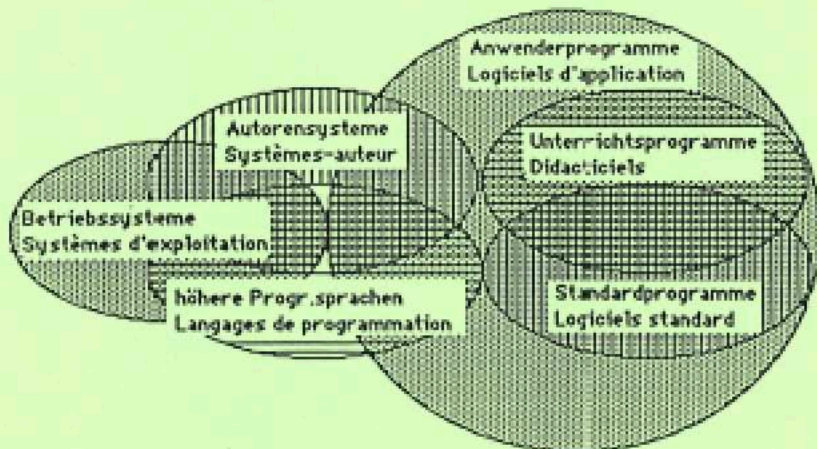 Anwenderprogramme
Logiciels d'application
Autorensysteme
Systèmes-auteur
Unterrichtsprogramme
Didacticiels
Betriebssysteme
Systèmes d'exploitation
höhere Progr.sprachen
Langages de programmation
Standardprogramme
Logiciels standard